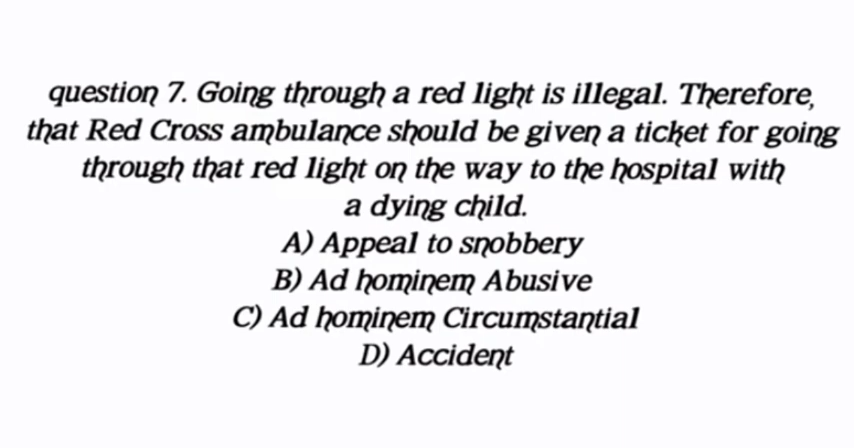 question 7. Going through a red light is illegal. Therefore,
that Red Cross ambulance should be given a ticket for going
through that red light on the way to the hospital with
a dying child.
A) Appeal to snobbery
B) Ad hominem Abusive
C) Ad hominem Circumstantial
D) Accident